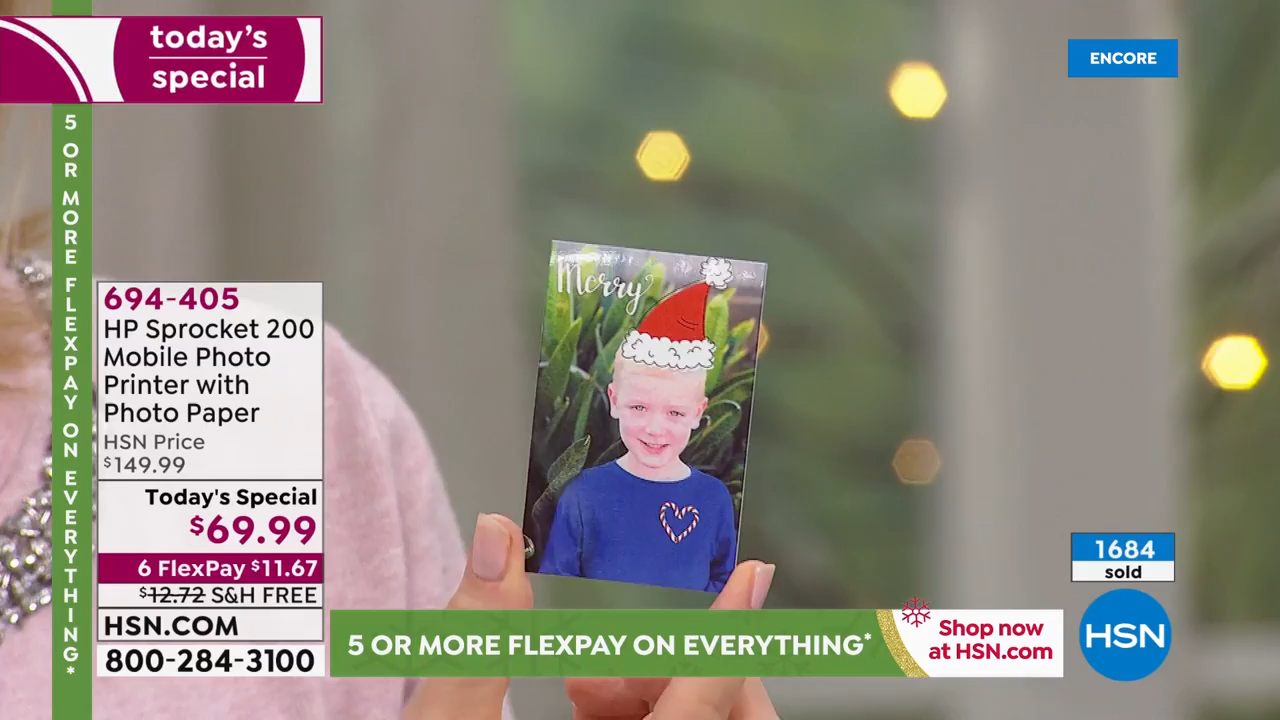 today's
special
ENCORE
5 OR MORE FLEXPAY ON EVERYTHING*
Merry
694-405
HP Sprocket 200
Mobile Photo
Printer with
Photo Paper
HSN Price
$149.99
Today's Special
$69.99
6 FlexPay $11.67
$12.72 S&H FREE
HSN.COM
800-284-3100
5 OR MORE FLEXPAY ON EVERYTHING*
Shop now
at HSN.com
1684
sold
HSN